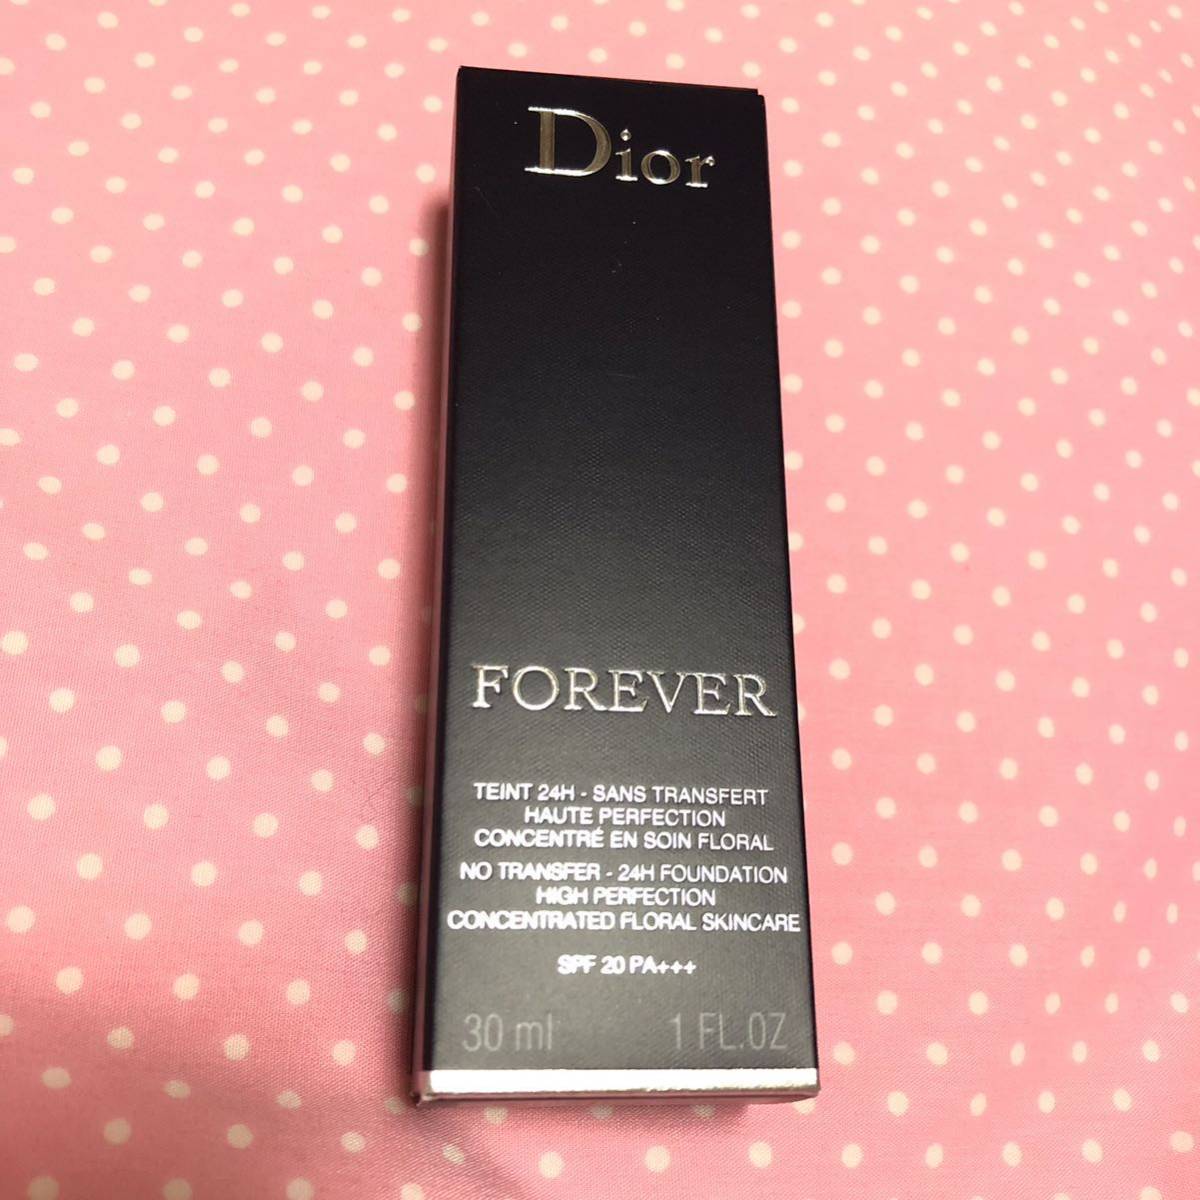 Dior
FOREVER
TEINT 24H - SANS TRANSFERT
HAUTE PERFECTION
CONCENTRÉ EN SOIN FLORAL
NO TRANSFER - 24H FOUNDATION
HIGH PERFECTION
CONCENTRATED FLORAL SKINCARE
SPF 20 PA+++
30 ml 1 FL.OZ